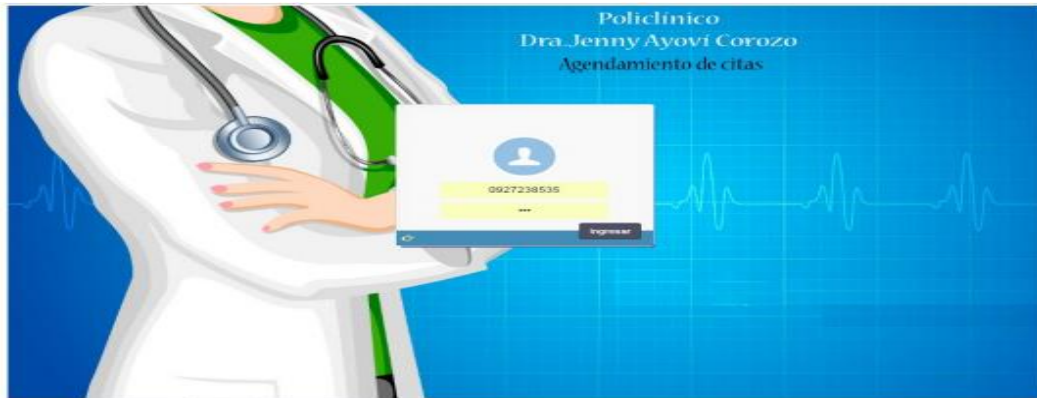 Policlínico
Dra.Jenny Ayoví Corozo
Agendamiento de citas
0927238535
•••
Ingresar